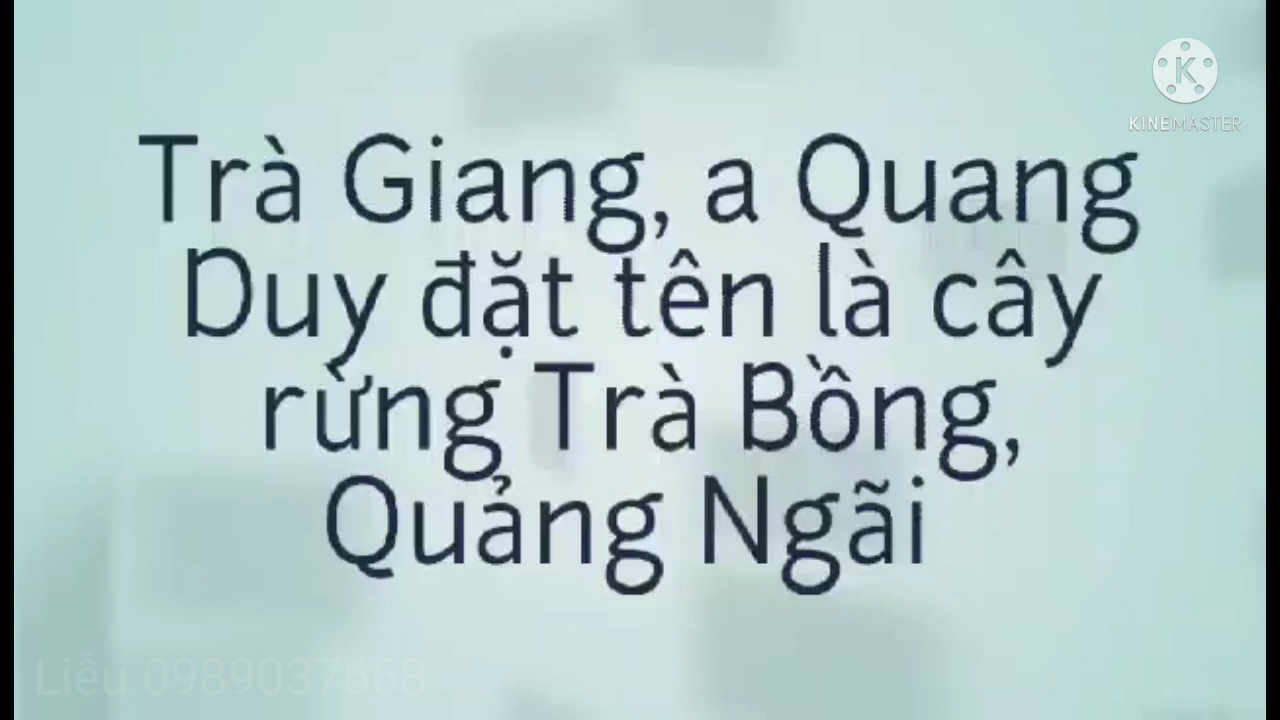 KINEMASTER
Trà Giang, a Quang
Duy đặt tên là cây
rừng Trà Bồng,
Quảng Ngãi
Liễu 0989037668